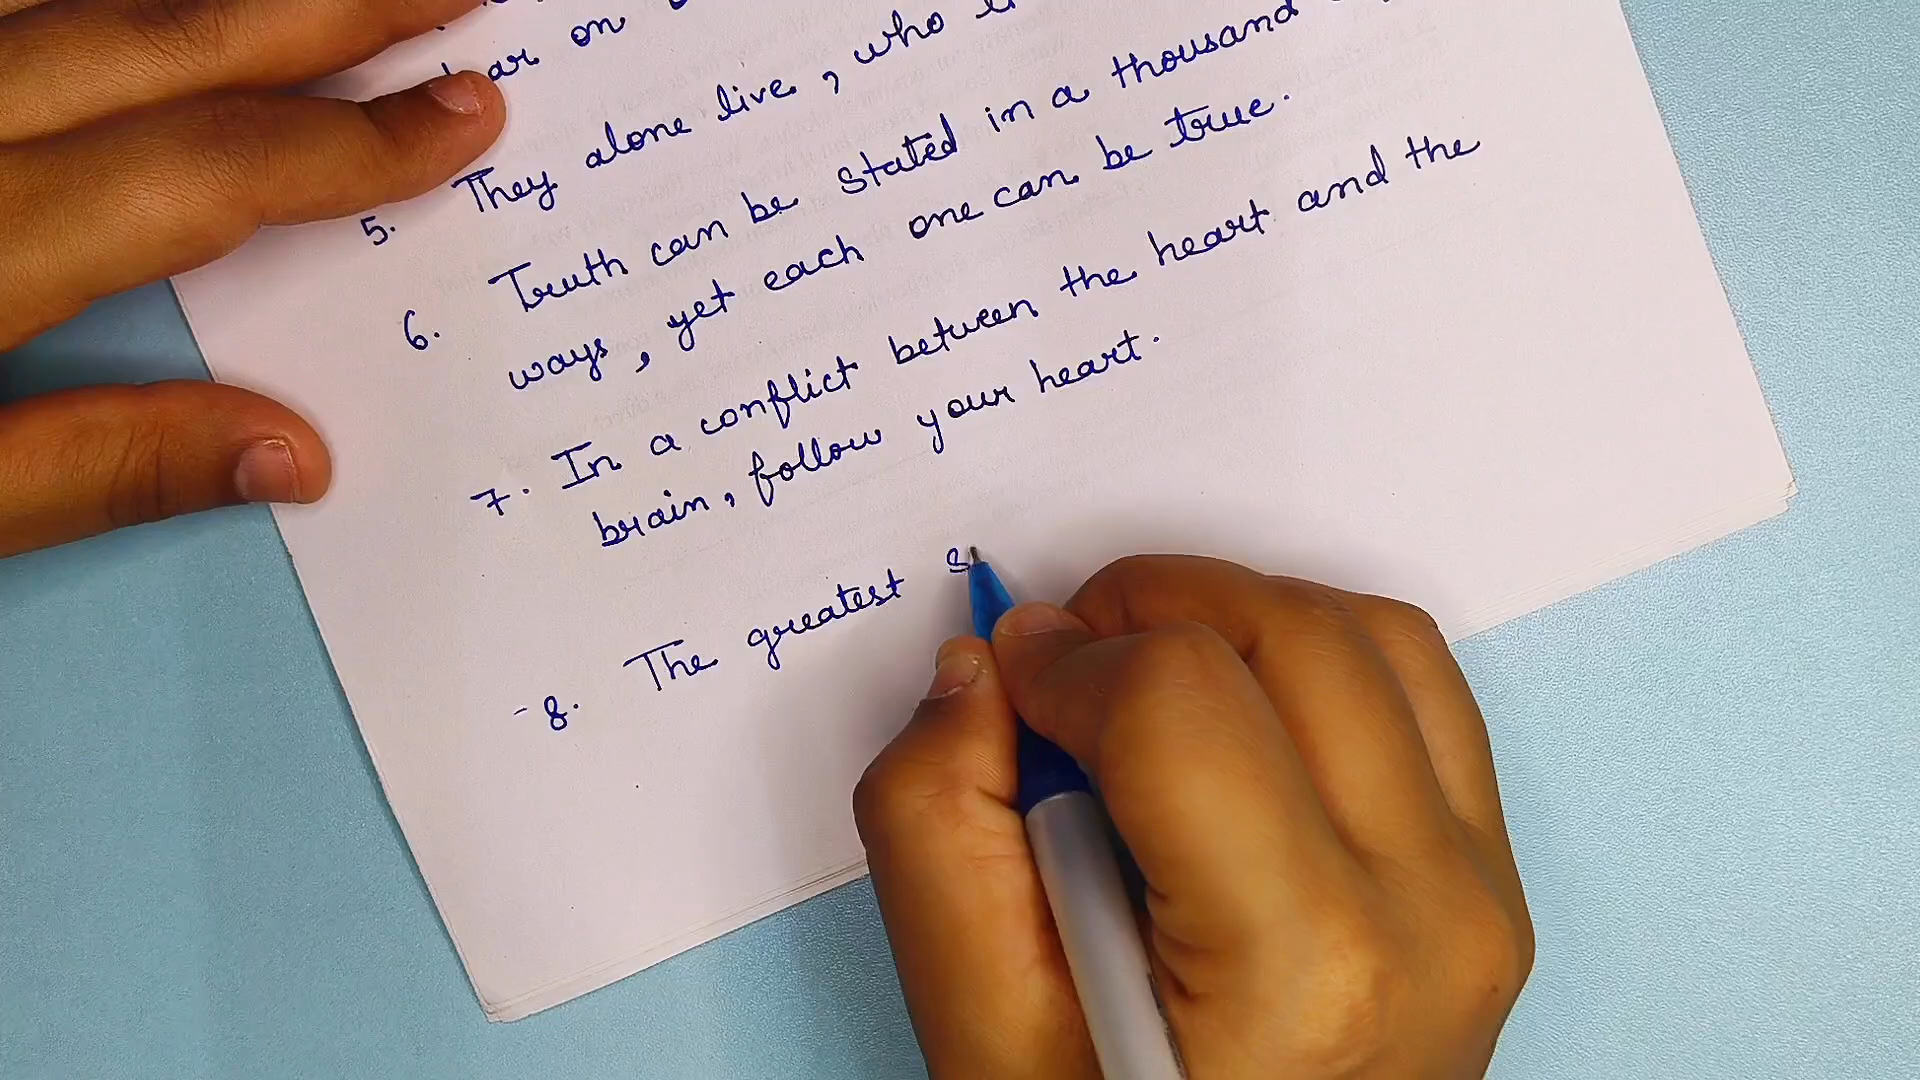 on
They alone live, who
5.
6. Truth can be stated in a thousand
ways, yet each one can be true.
7. In a conflict between the heart and the
brain, follow your heart.
-8. The greatest s